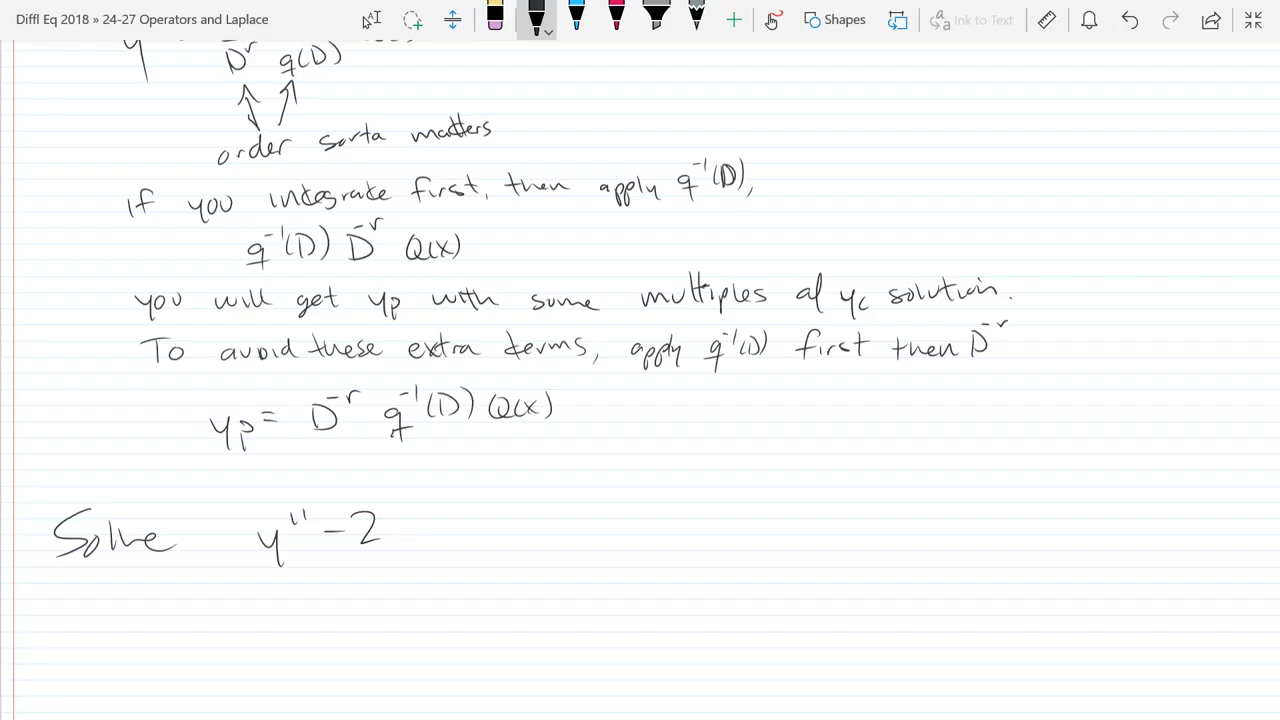 Diffl Eq 2018 » 24-27 Operators and Laplace
Shapes
Ink to Text
y
D^r q(D)
order sorta matters
If you integrate first, then apply q^-1(D),
q^-1(D) D^-r Q(x)
you will get yp with some multiples of yc solution.
To avoid these extra terms, apply q^-1(D) first then D^-r
yp = D^-r q^-1(D) Q(x)
Solve y'' - 2